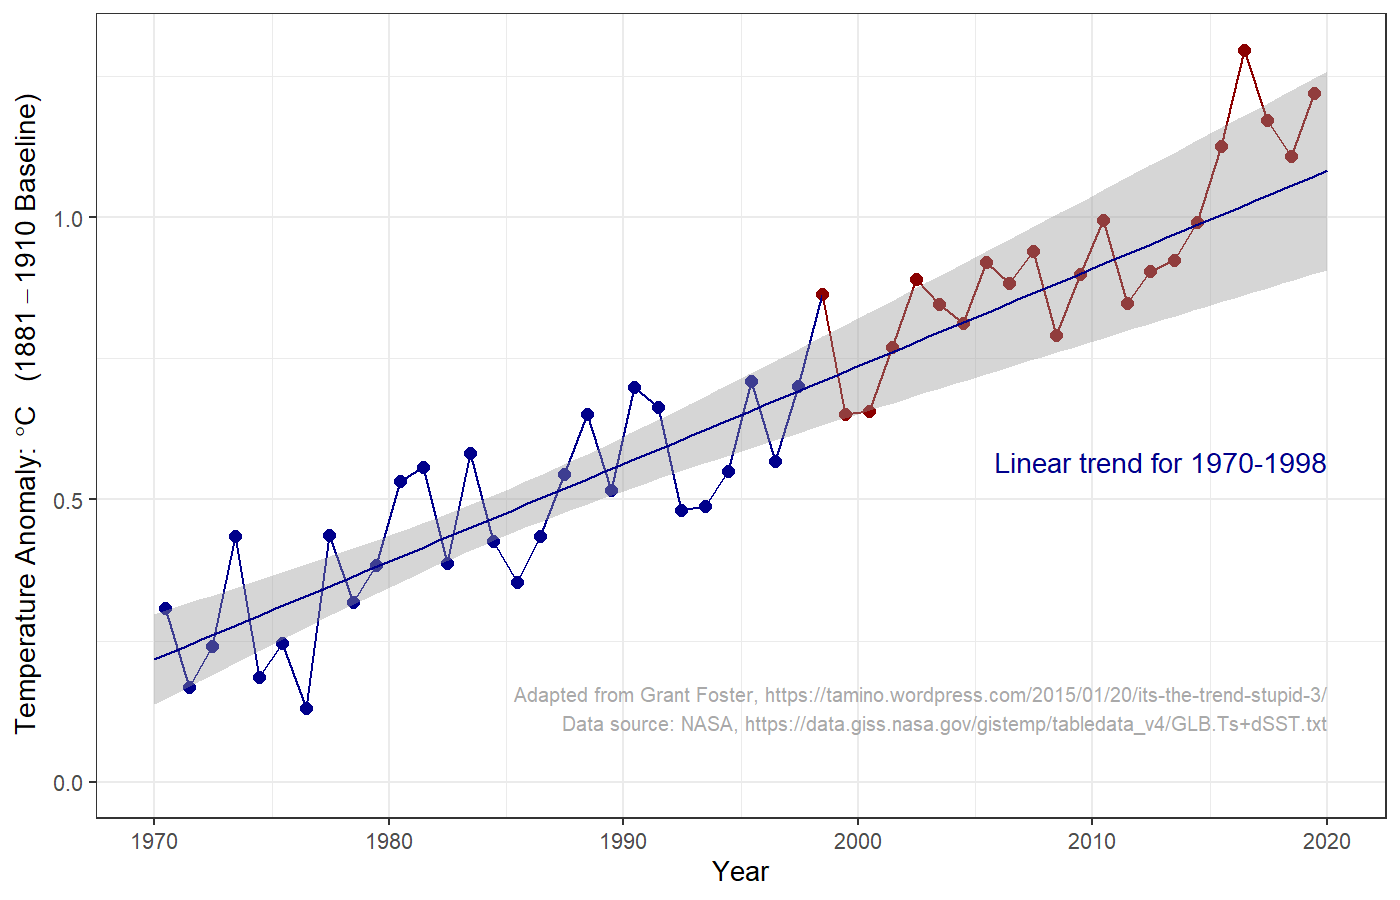 Temperature Anomaly: °C (1881 – 1910 Baseline)
1.0
0.5
0.0
Linear trend for 1970-1998
Adapted from Grant Foster, https://tamino.wordpress.com/2015/01/20/its-the-trend-stupid-3/
Data source: NASA, https://data.giss.nasa.gov/gistemp/tabledata_v4/GLB.Ts+dSST.txt
1970 1980 1990 2000 2010 2020
Year